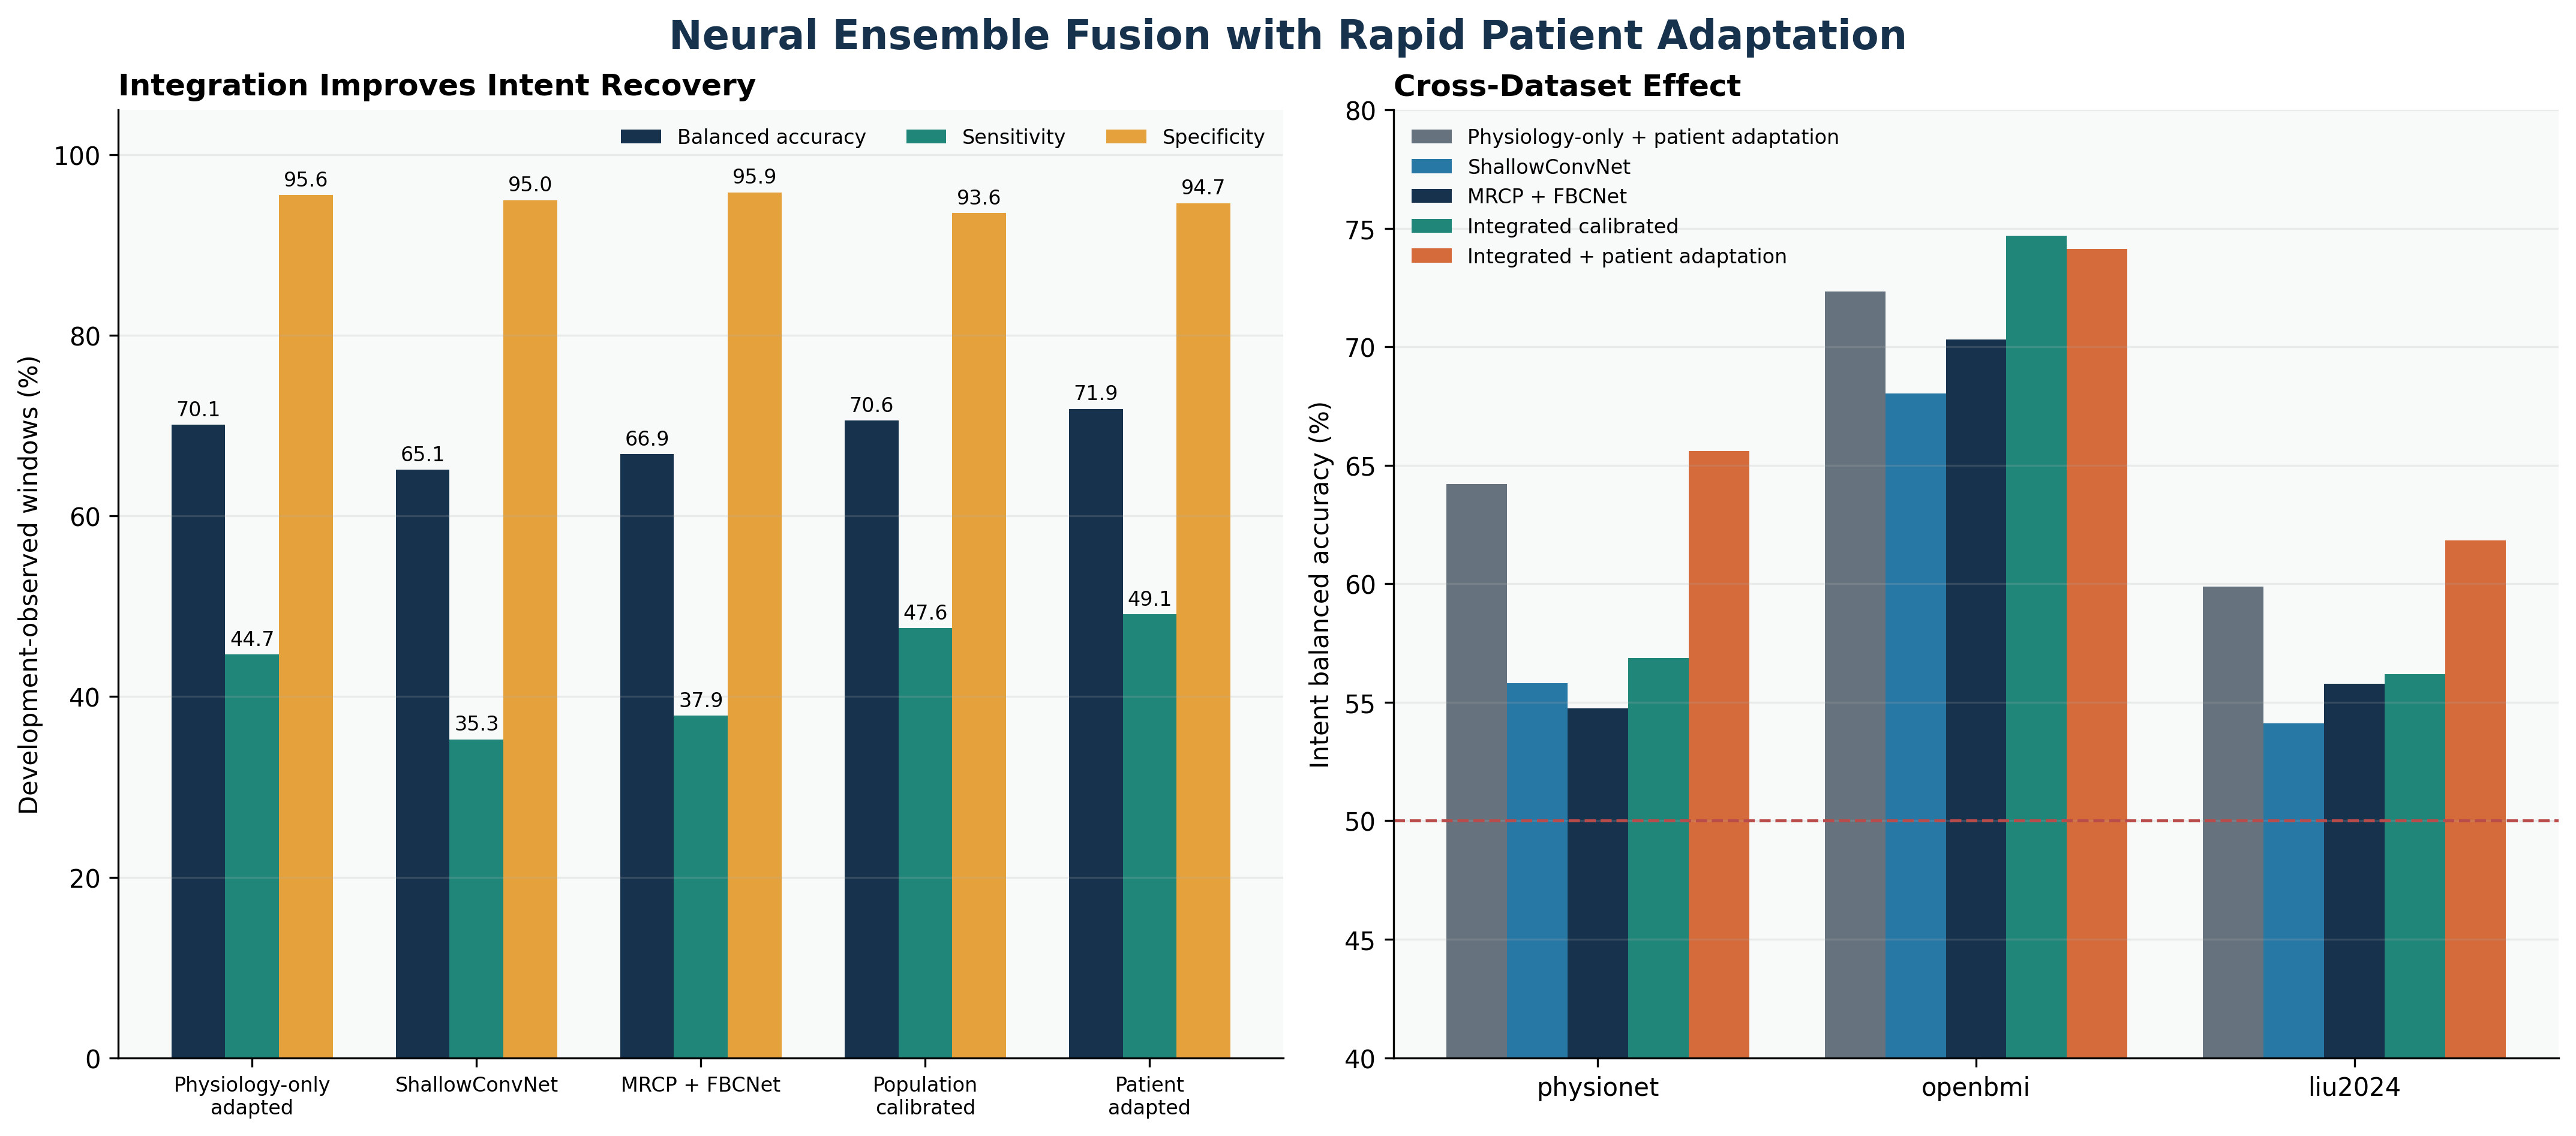 Neural Ensemble Fusion with Rapid Patient Adaptation
Integration Improves Intent Recovery
Balanced accuracy
Sensitivity
Specificity
Development-observed windows (%)
100
80
60
40
20
0
70.1
44.7
95.6
65.1
35.3
95.0
66.9
37.9
95.9
70.6
47.6
93.6
71.9
49.1
94.7
Physiology-only
adapted
ShallowConvNet
MRCP + FBCNet
Population
calibrated
Patient
adapted
Cross-Dataset Effect
Physiology-only + patient adaptation
ShallowConvNet
MRCP + FBCNet
Integrated calibrated
Integrated + patient adaptation
Intent balanced accuracy (%)
80
75
70
65
60
55
50
45
40
physionet
openbmi
liu2024